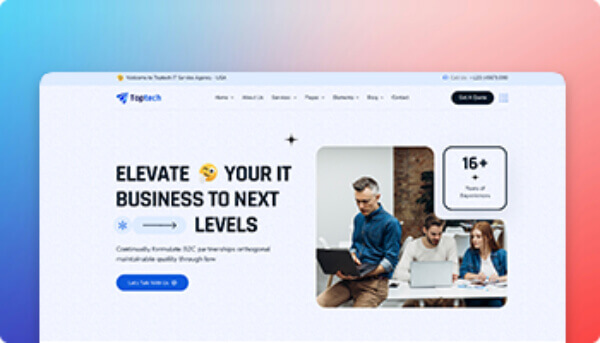 Welcome to Toptech IT Service Agency - USA
Call Us:
Toptech
Home
About Us
Services
Pages
Elements
Blog
Contact
Get A Quote
ELEVATE YOUR IT
BUSINESS TO NEXT
LEVELS
Continually formulate B2C partnerships orthogonal
maintainable quality through low
Let's Talk With Us
16+
Years of
Experiences